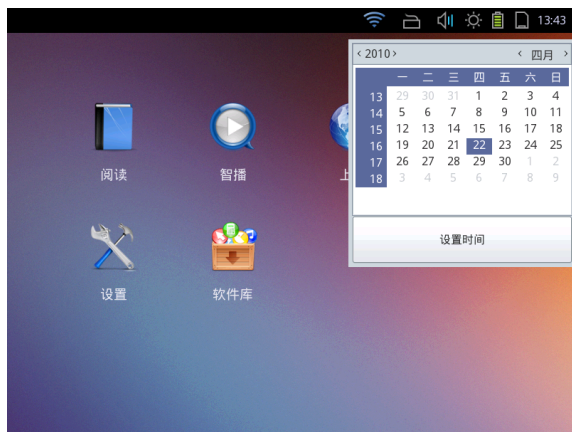 13:43
‹ 2010 › ‹ 四月 ›
一 二 三 四 五 六 日
13 29 30 31 1 2 3 4
14 5 6 7 8 9 10 11
15 12 13 14 15 16 17 18
16 19 20 21 22 23 24 25
17 26 27 28 29 30 1 2
18 3 4 5 6 7 8 9
设置时间
阅读 智播 上
设置 软件库